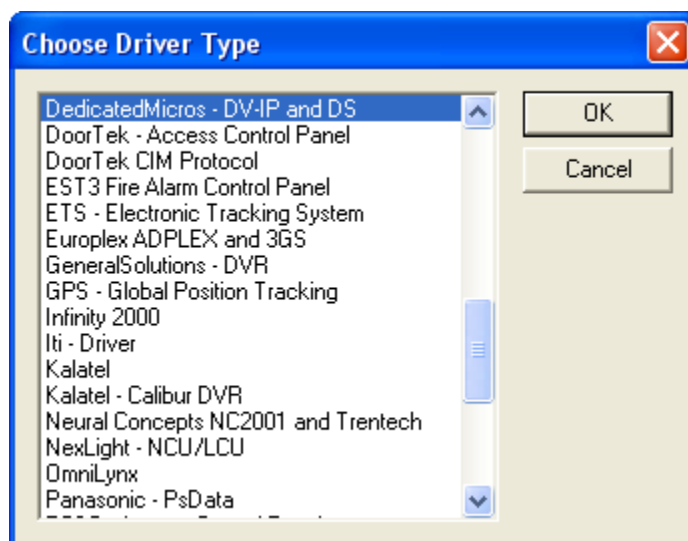 Choose Driver Type
DedicatedMicros - DV-IP and DS
DoorTek - Access Control Panel
DoorTek CIM Protocol
EST3 Fire Alarm Control Panel
ETS - Electronic Tracking System
Europlex ADPLEX and 3GS
GeneralSolutions - DVR
GPS - Global Position Tracking
Infinity 2000
Iti - Driver
Kalatel
Kalatel - Calibur DVR
Neural Concepts NC2001 and Trentech
NexLight - NCU/LCU
OmniLynx
Panasonic - PsData
OK
Cancel